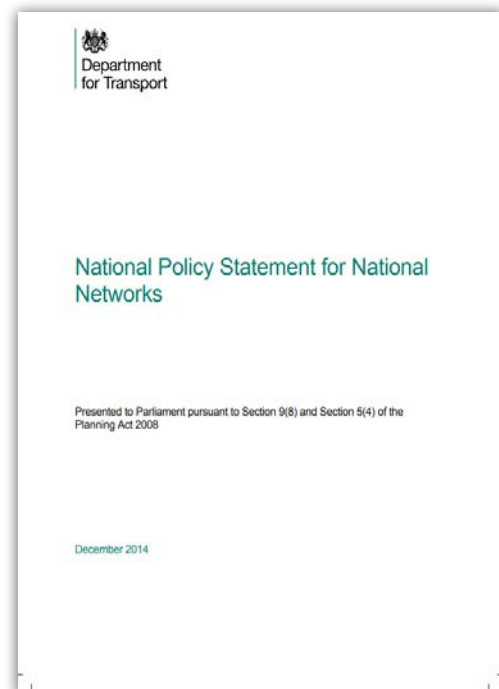 Department
for Transport
National Policy Statement for National
Networks
Presented to Parliament pursuant to Section 9(8) and Section 5(4) of the
Planning Act 2008
December 2014